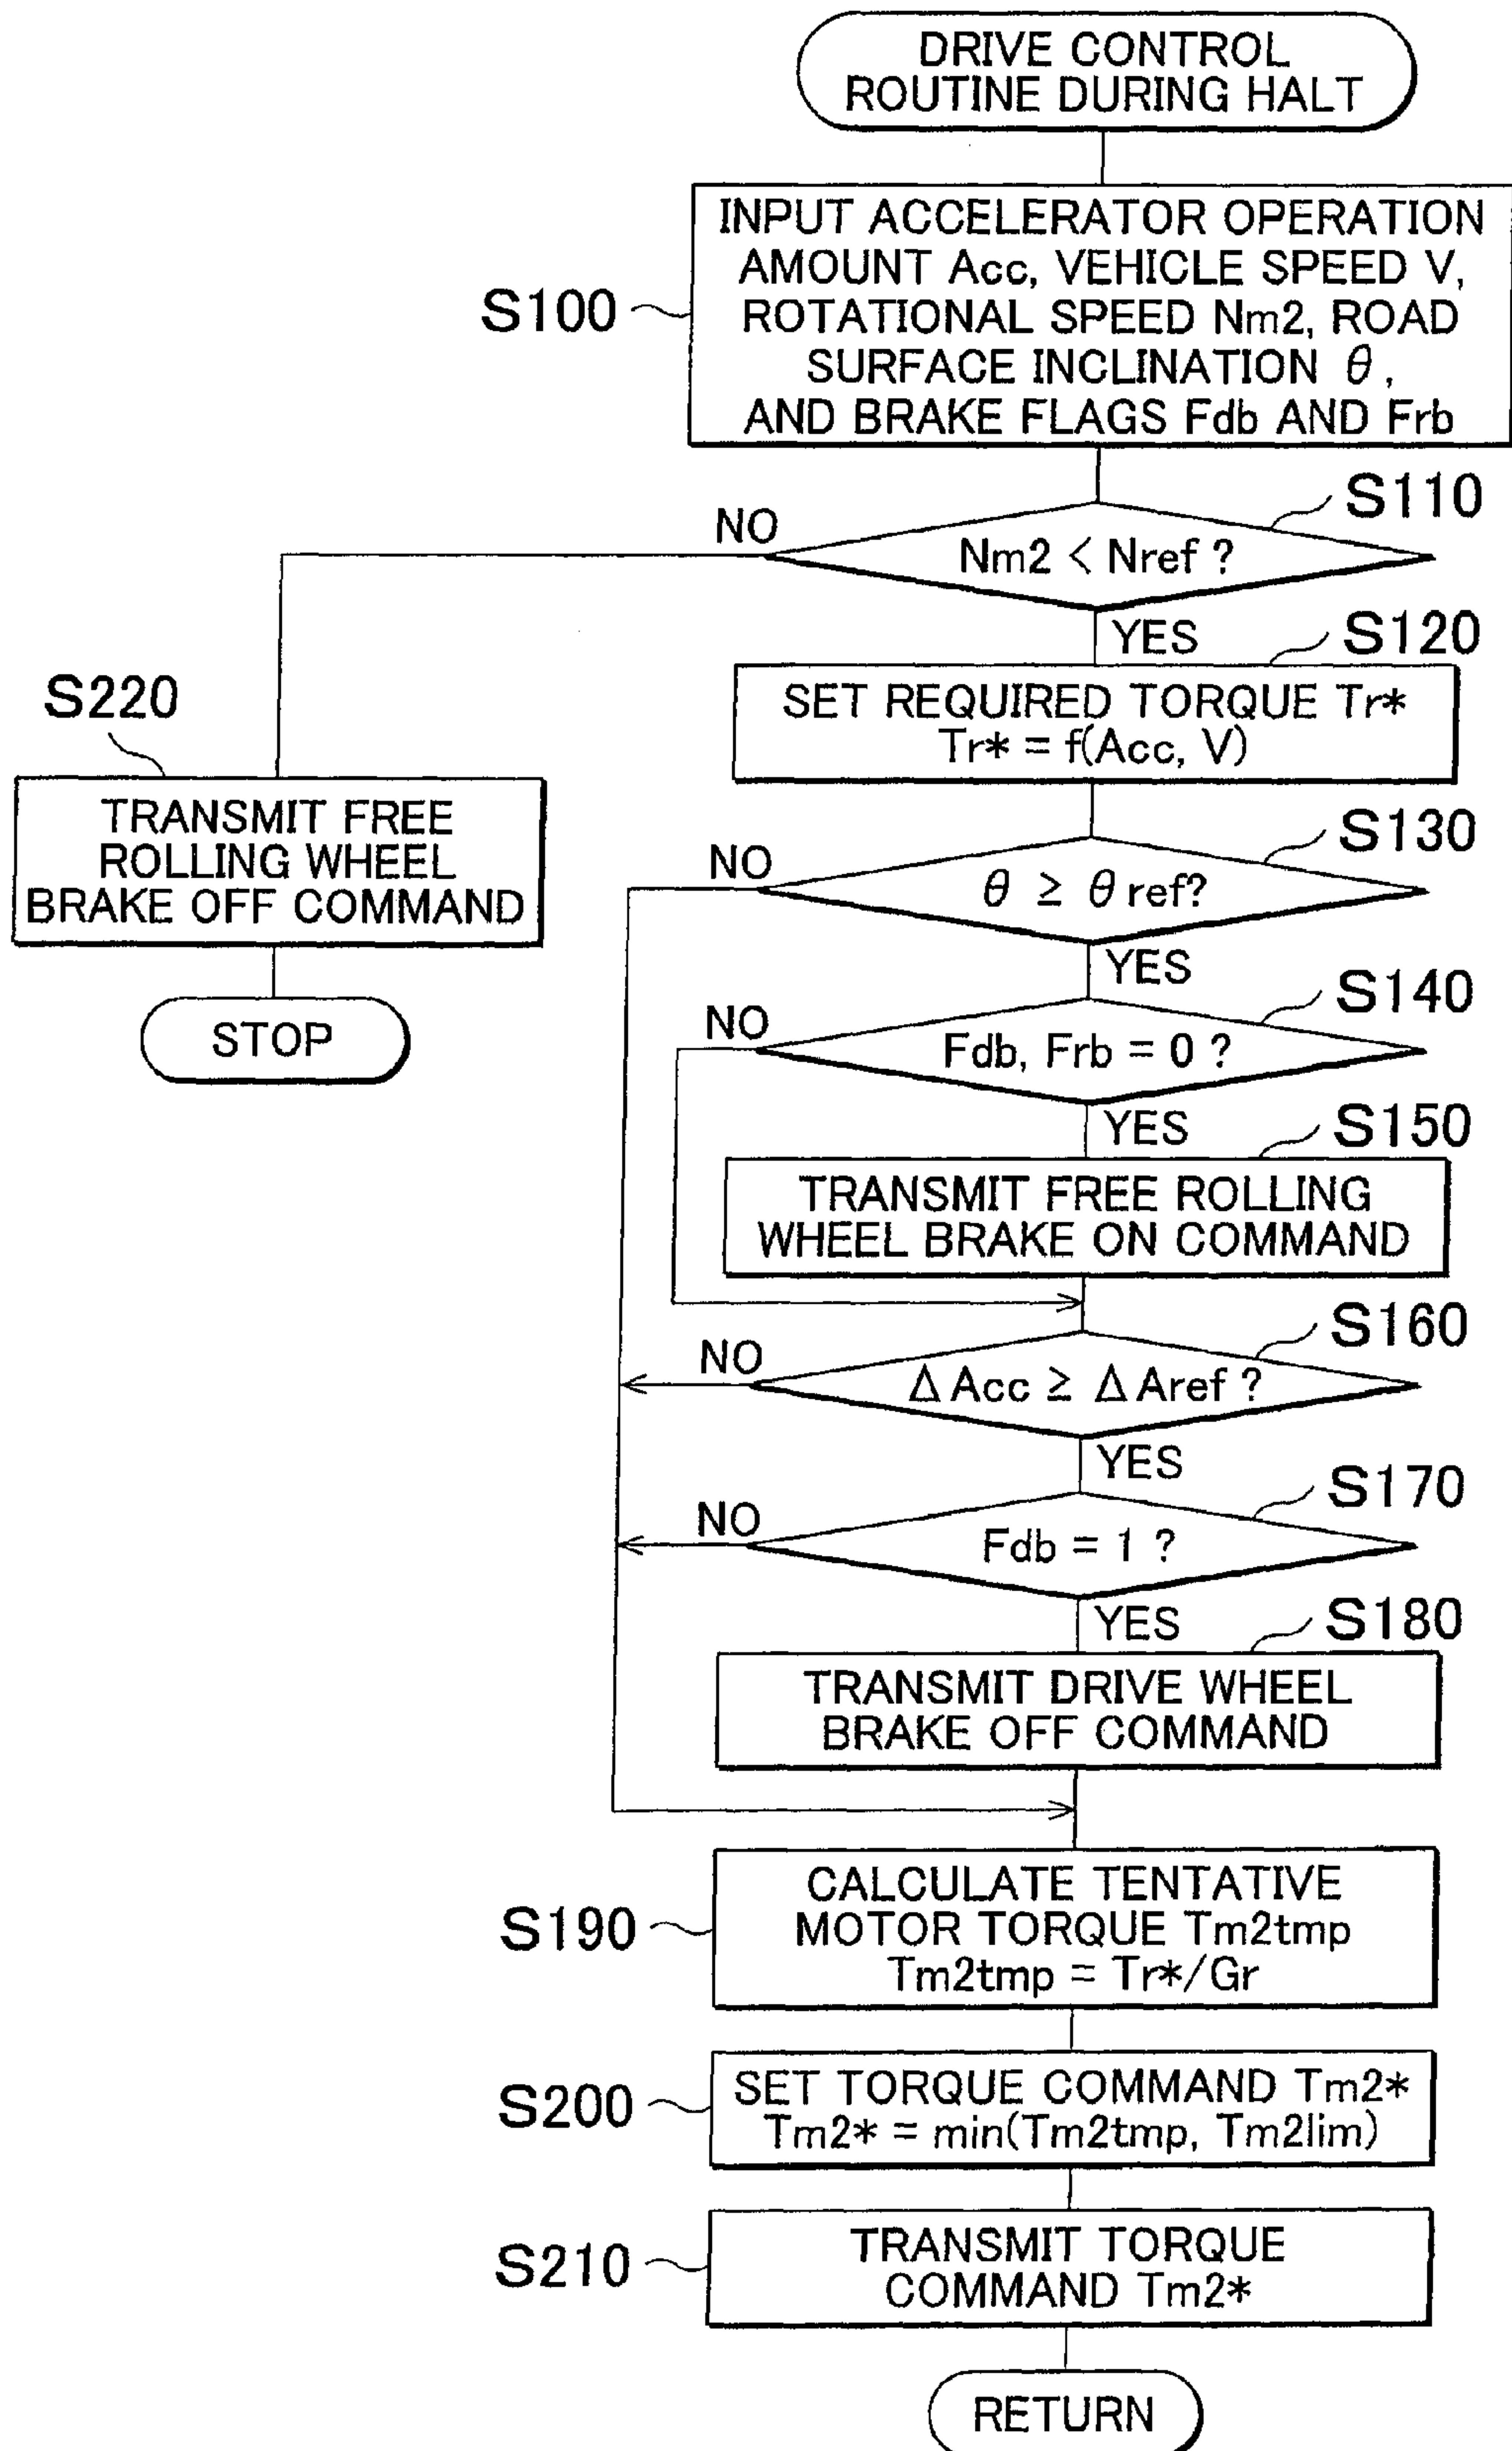 DRIVE CONTROL
ROUTINE DURING HALT
S100
INPUT ACCELERATOR OPERATION
AMOUNT Acc, VEHICLE SPEED V,
ROTATIONAL SPEED Nm2, ROAD
SURFACE INCLINATION θ,
AND BRAKE FLAGS Fdb AND Frb
S110
NO
Nm2 < Nref ?
YES
S120
SET REQUIRED TORQUE Tr*
Tr* = f(Acc, V)
S220
TRANSMIT FREE
ROLLING WHEEL
BRAKE OFF COMMAND
STOP
S130
NO
θ ≥ θref?
YES
S140
NO
Fdb, Frb = 0 ?
YES
S150
TRANSMIT FREE ROLLING
WHEEL BRAKE ON COMMAND
S160
NO
ΔAcc ≥ ΔAref ?
YES
S170
NO
Fdb = 1 ?
YES
S180
TRANSMIT DRIVE WHEEL
BRAKE OFF COMMAND
S190
CALCULATE TENTATIVE
MOTOR TORQUE Tm2tmp
Tm2tmp = Tr*/Gr
S200
SET TORQUE COMMAND Tm2*
Tm2* = min(Tm2tmp, Tm2lim)
S210
TRANSMIT TORQUE
COMMAND Tm2*
RETURN